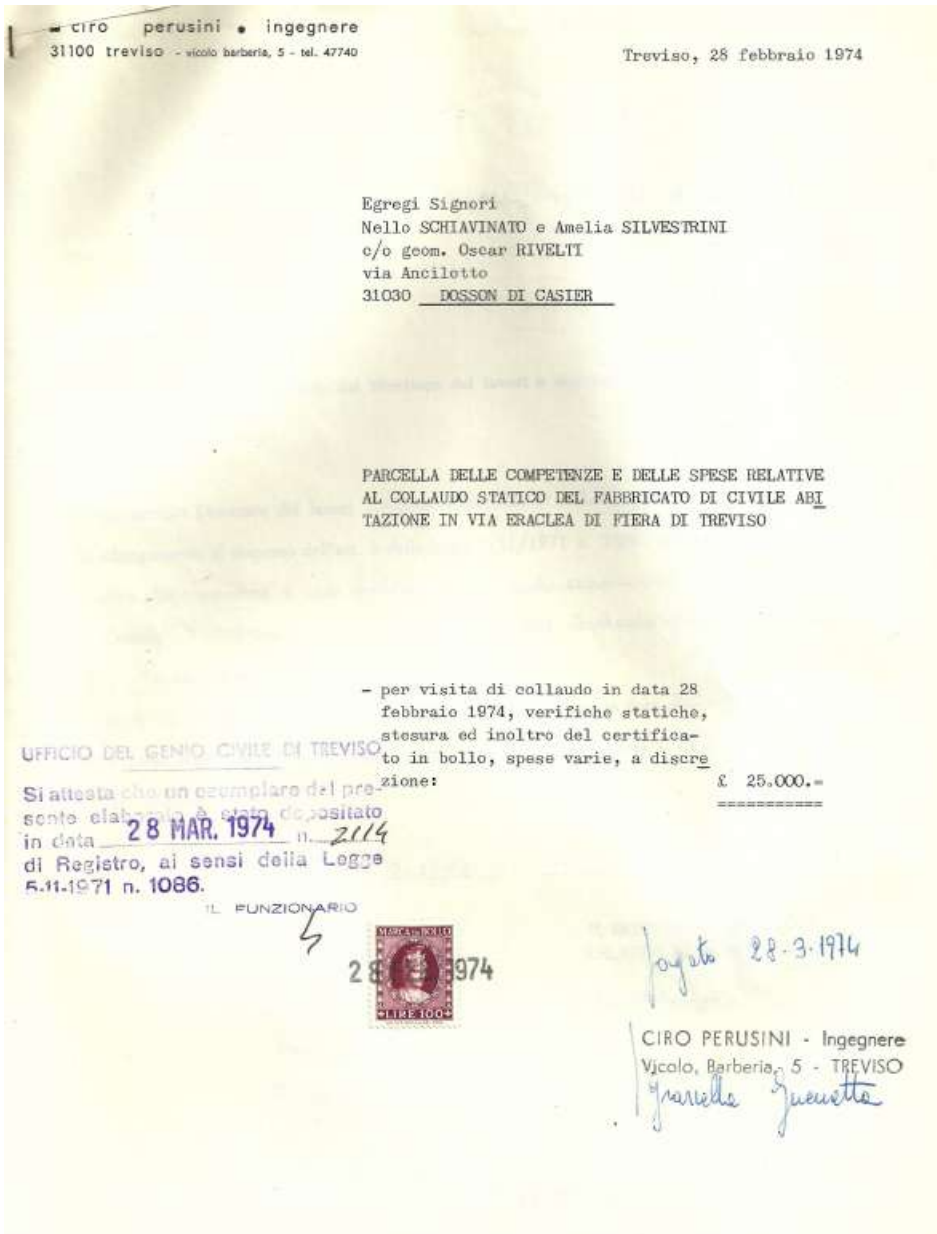 ciro perusini • ingegnere
31100 treviso - vicolo barberia, 5 - tel. 47740
Treviso, 28 febbraio 1974
Egregi Signori
Nello SCHIAVINATO e Amelia SILVESTRINI
c/o geom. Oscar RIVELTI
via Ancilotto
31030 DOSSON DI CASIER
PARCELLA DELLE COMPETENZE E DELLE SPESE RELATIVE
AL COLLAUDO STATICO DEL FABBRICATO DI CIVILE ABI
TAZIONE IN VIA ERACLEA DI FIERA DI TREVISO
- per visita di collaudo in data 28
febbraio 1974, verifiche statiche,
stesura ed inoltro del certifica-
to in bollo, spese varie, a discre
zione: £ 25.000.=
===========
UFFICIO DEL GENIO CIVILE DI TREVISO
Si attesta che un esemplare del pre-
sente elaborato è stato depositato
in data 28 MAR. 1974 n. 2114
di Registro, ai sensi della Legge
5-11-1971 n. 1086.
IL FUNZIONARIO
MARCA DA BOLLO
28 1974
LIRE 100
28-3-1974
CIRO PERUSINI - Ingegnere
Vicolo, Barberia, 5 - TREVISO